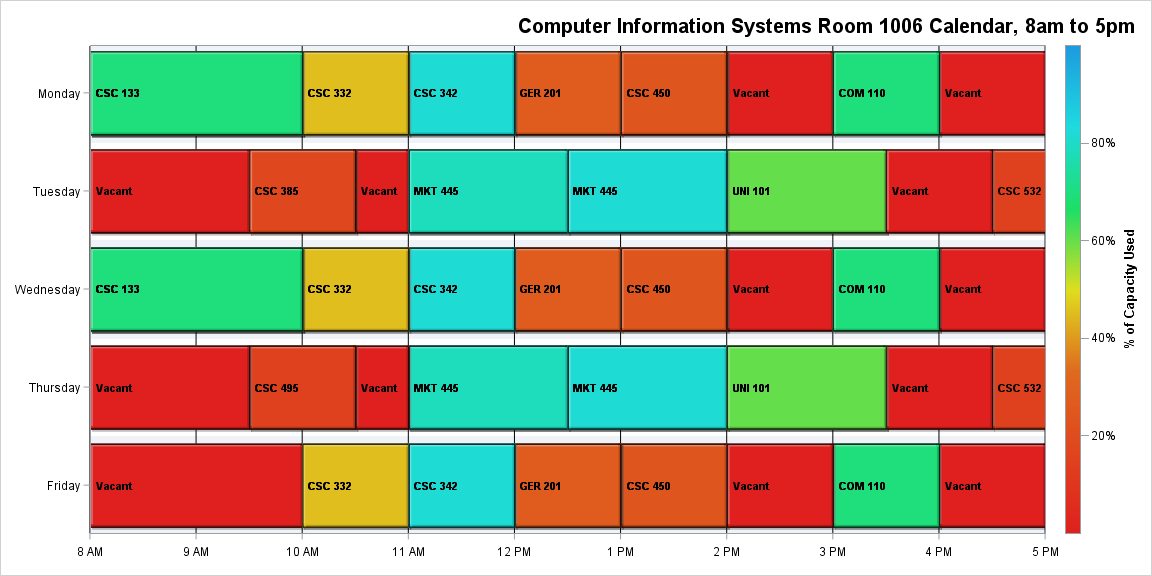 Computer Information Systems Room 1006 Calendar, 8am to 5pm
Monday CSC 133 CSC 332 CSC 342 GER 201 CSC 450 Vacant COM 110 Vacant
Tuesday Vacant CSC 385 Vacant MKT 445 MKT 445 UNI 101 Vacant CSC 532
Wednesday CSC 133 CSC 332 CSC 342 GER 201 CSC 450 Vacant COM 110 Vacant
Thursday Vacant CSC 495 Vacant MKT 445 MKT 445 UNI 101 Vacant CSC 532
Friday Vacant CSC 332 CSC 342 GER 201 CSC 450 Vacant COM 110 Vacant
8 AM 9 AM 10 AM 11 AM 12 PM 1 PM 2 PM 3 PM 4 PM 5 PM
80%
60%
40%
20%
% of Capacity Used